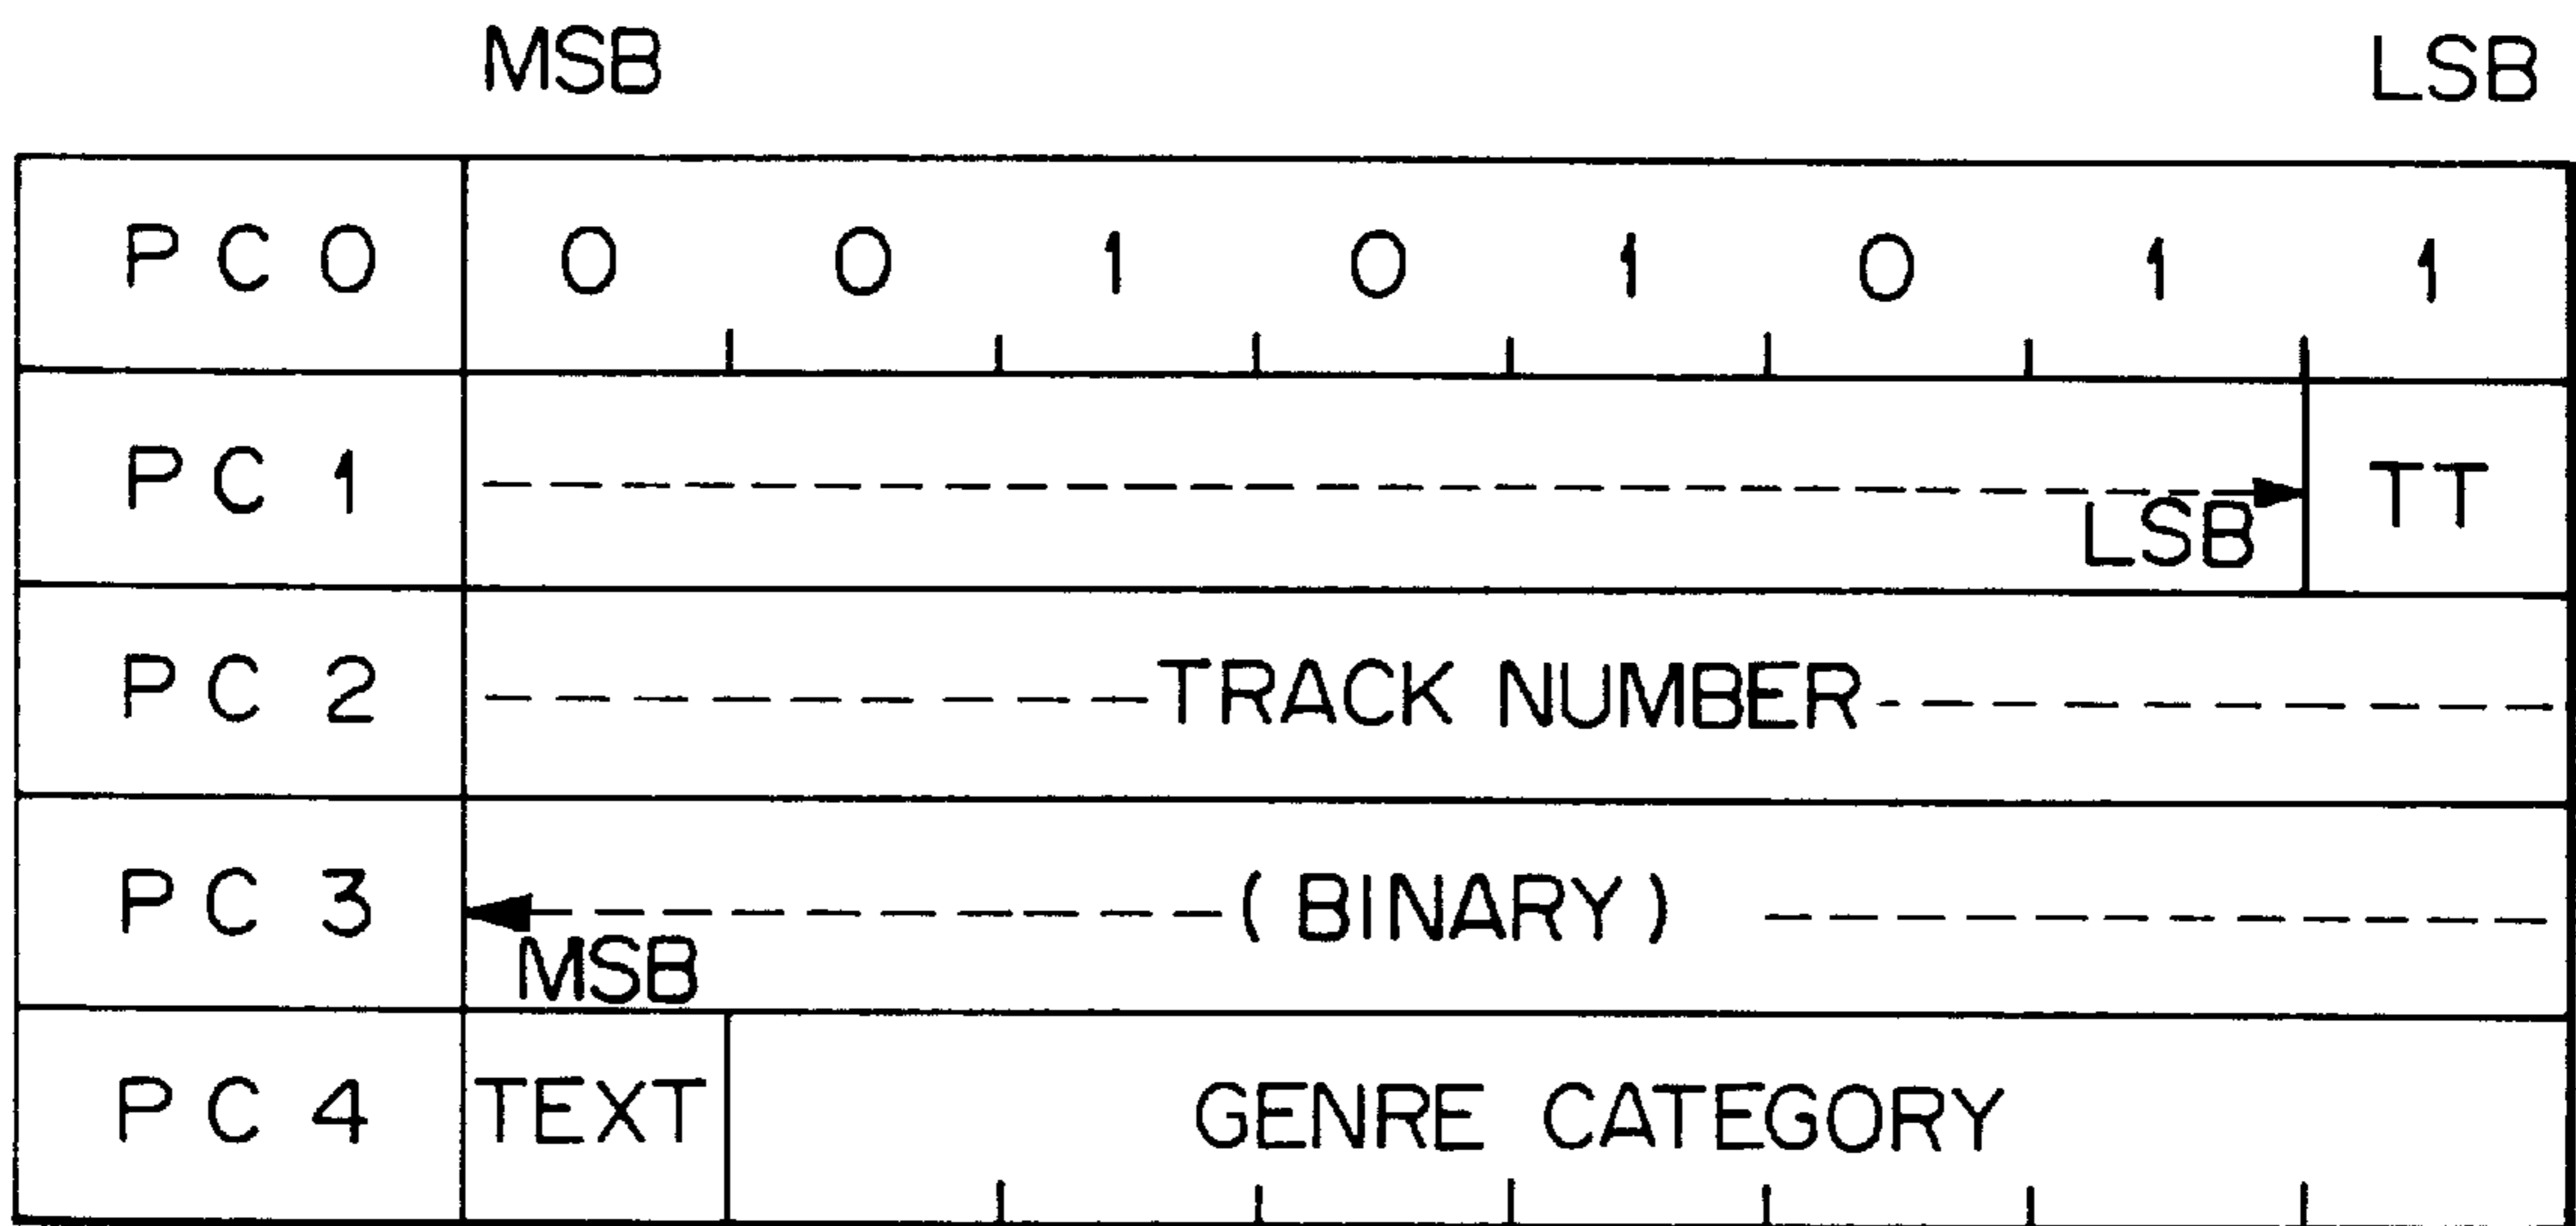 MSB LSB
PC0 0 0 1 0 1 0 1 1
PC1 LSB TT
PC2 TRACK NUMBER
PC3 (BINARY)
MSB
PC4 TEXT GENRE CATEGORY